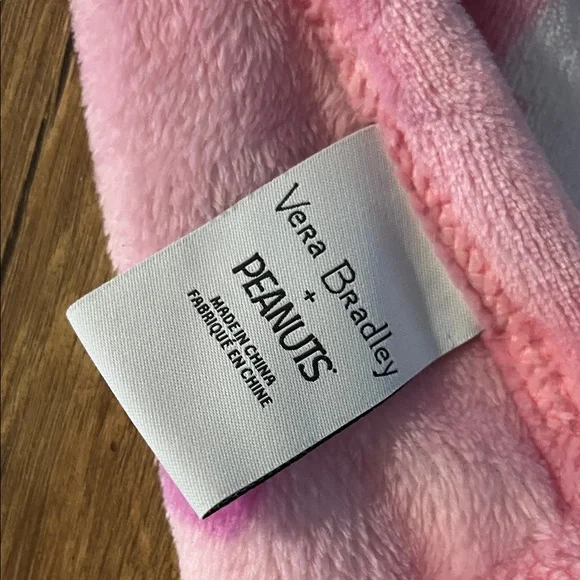 Vera Bradley
+
PEANUTS
MADE IN CHINA
FABRIQUÉ EN CHINE